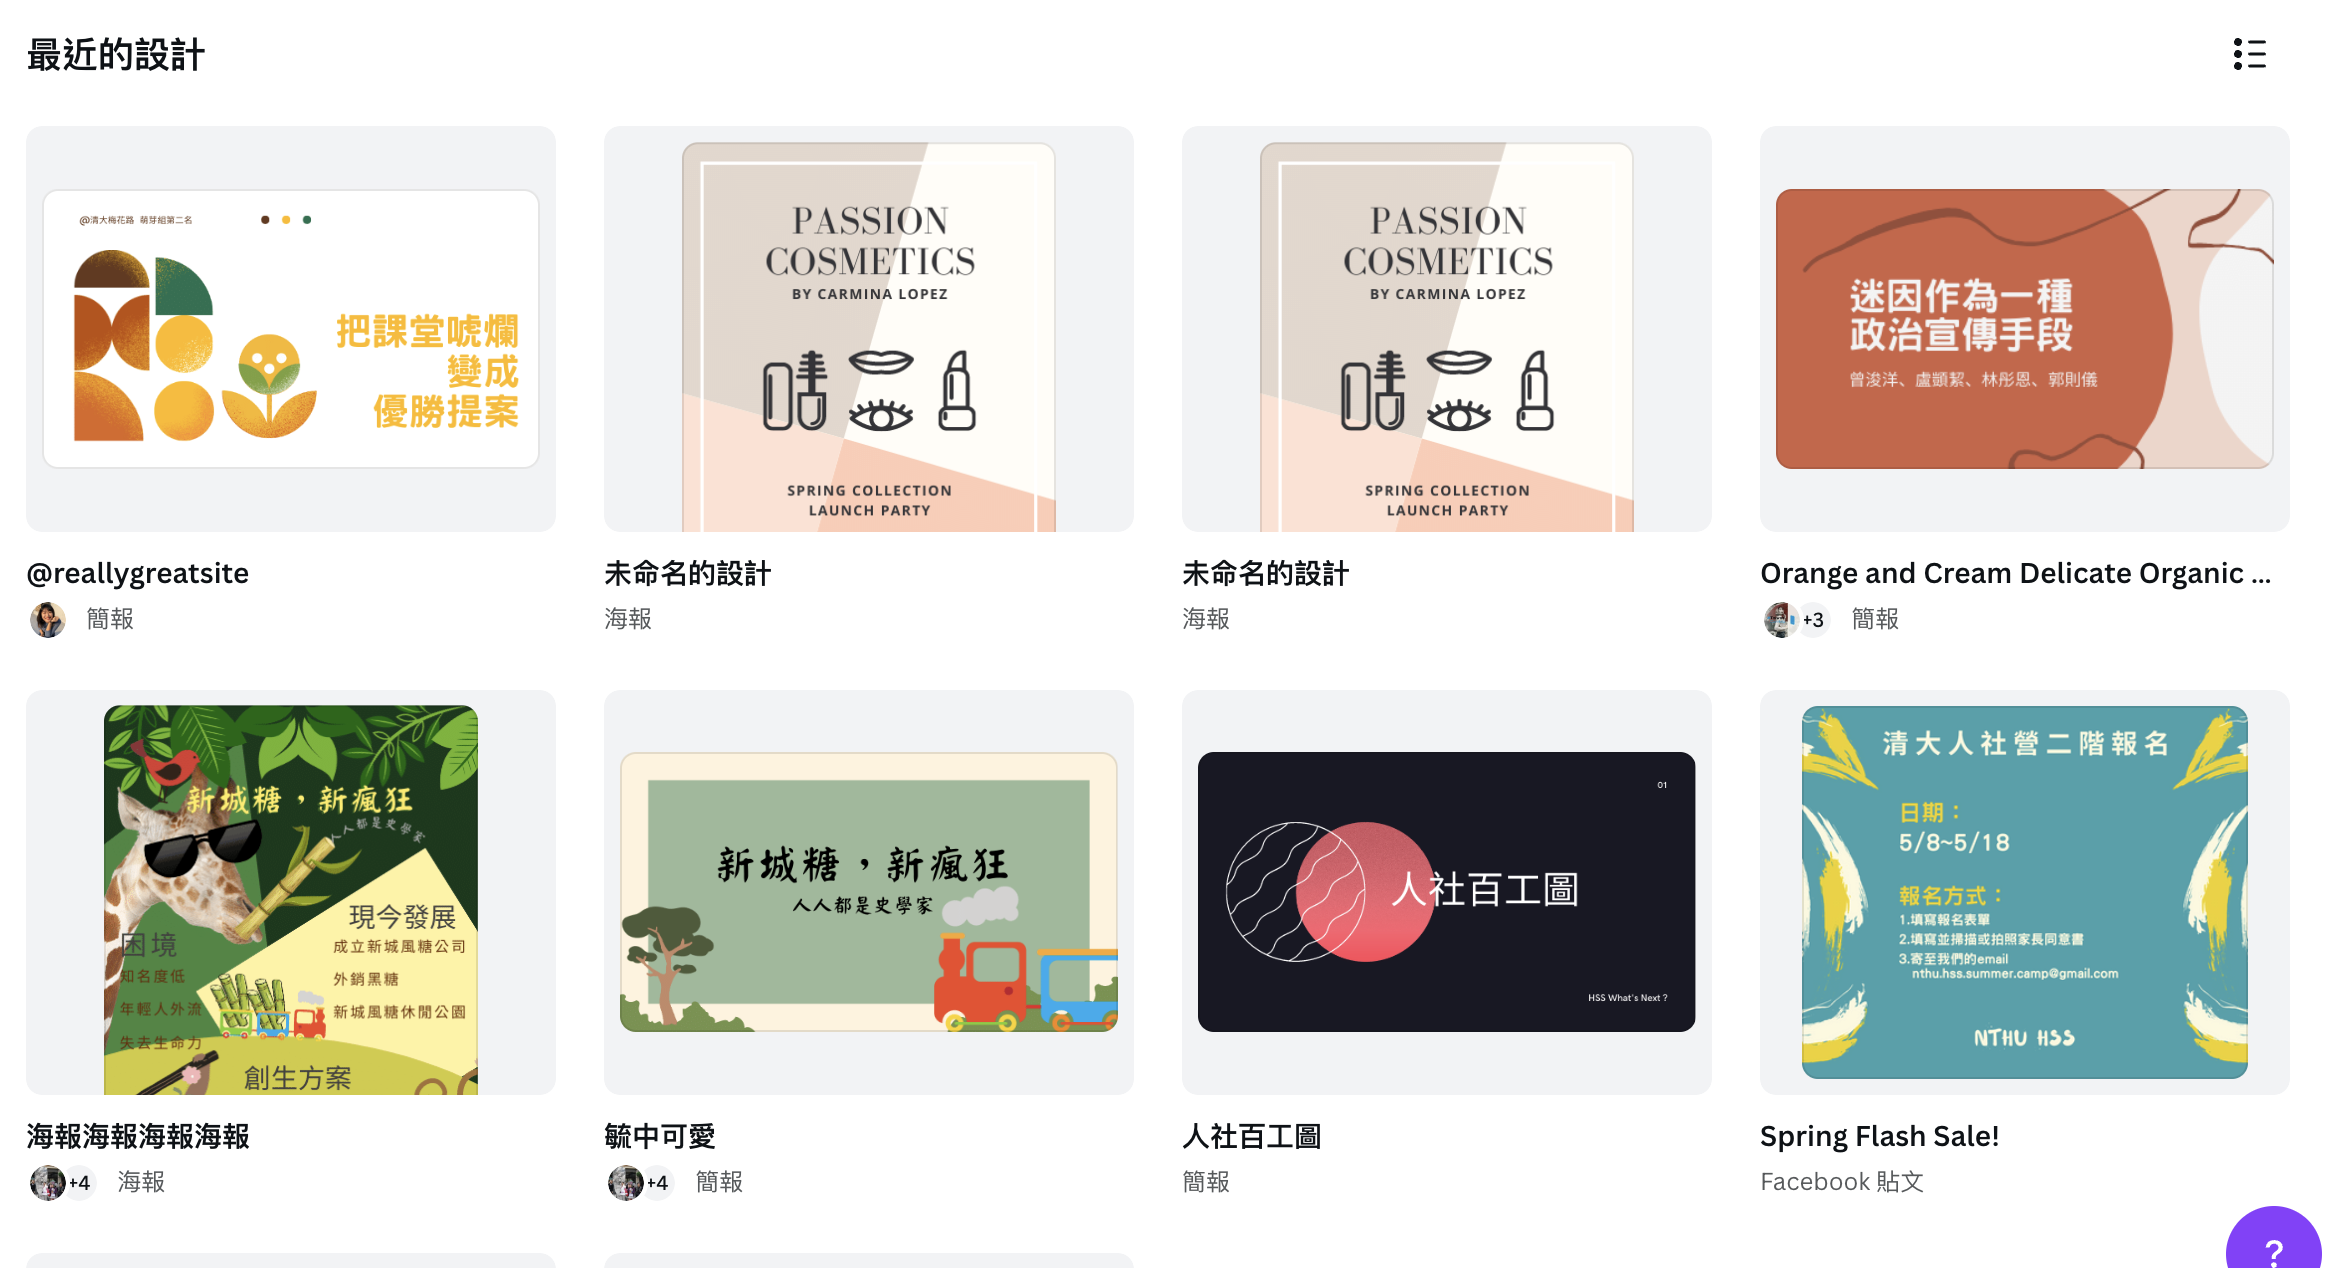 最近的設計
@清大梅花路 萌芽組第二名
把課堂唬爛
變成
優勝提案
@reallygreatsite
簡報
PASSION
COSMETICS
BY CARMINA LOPEZ
SPRING COLLECTION
LAUNCH PARTY
未命名的設計
海報
PASSION
COSMETICS
BY CARMINA LOPEZ
SPRING COLLECTION
LAUNCH PARTY
未命名的設計
海報
迷因作為一種
政治宣傳手段
曾浚洋、盧顗絜、林彤恩、郭則儀
Orange and Cream Delicate Organic ...
+3
簡報
新城糖，新瘋狂
人人都是史學家
現今發展
成立新城風糖公司
外銷黑糖
新城風糖休閒公園
困境
知名度低
年輕人外流
失去生命力
創生方案
海報海報海報海報
+4
海報
新城糖，新瘋狂
人人都是史學家
毓中可愛
+4
簡報
01
人社百工圖
HSS What's Next ?
人社百工圖
簡報
清大人社營二階報名
日期：
5/8~5/18
報名方式：
1.填寫報名表單
2.填寫並掃描或拍照家長同意書
3.寄至我們的email
nthu.hss.summer.camp@gmail.com
NTHU HSS
Spring Flash Sale!
Facebook 貼文
?